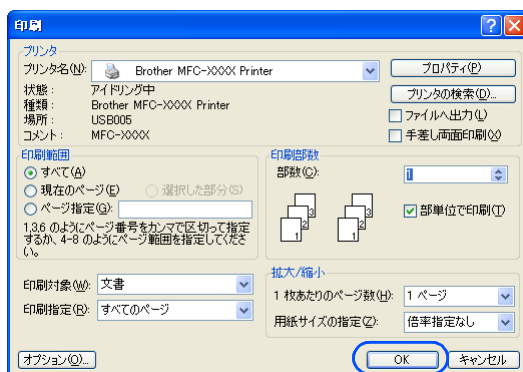 印刷
プリンタ
プリンタ名(N): Brother MFC-XXXX Printer プロパティ(P)
状態: アイドリング中 プリンタの検索(D)...
種類: Brother MFC-XXXX Printer
場所: USB005 ファイルへ出力(L)
コメント: MFC-XXXX 手差し両面印刷(X)
印刷範囲
すべて(A)
現在のページ(E) 選択した部分(S)
ページ指定(G):
1,3,6 のようにページ番号をカンマで区切って指定
するか、4-8 のようにページ範囲を指定してくださ
い。
印刷部数
部数(C): 1
部単位で印刷(T)
1 2 3 1 2 3
印刷対象(W): 文書
印刷指定(R): すべてのページ
拡大/縮小
1 枚あたりのページ数(H): 1 ページ
用紙サイズの指定(Z): 倍率指定なし
オプション(O)... OK キャンセル